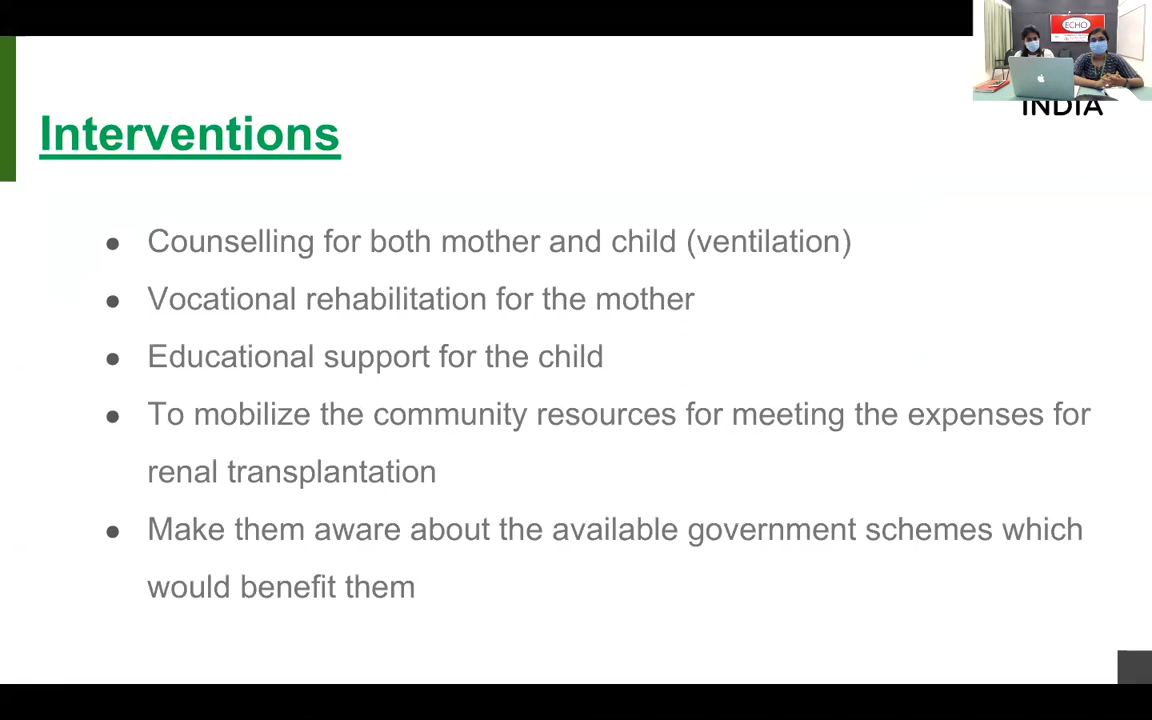 ECHO
INDIA
Interventions
● Counselling for both mother and child (ventilation)
● Vocational rehabilitation for the mother
● Educational support for the child
● To mobilize the community resources for meeting the expenses for
renal transplantation
● Make them aware about the available government schemes which
would benefit them